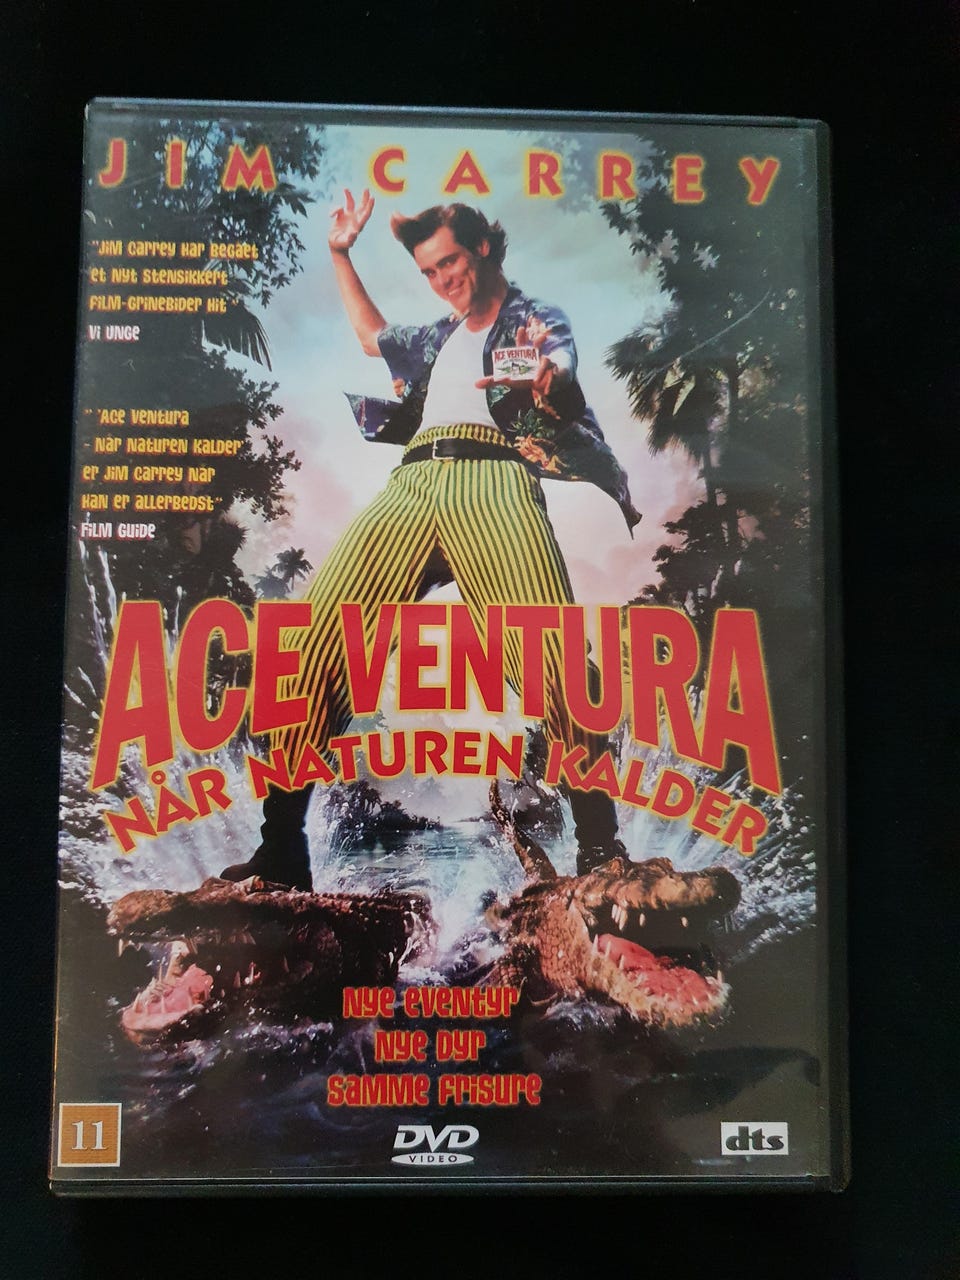 JIM CARREY
"JIM CARREY HAR BEGÅET
ET NYT STENSIKKERT
FILM-GRINEBIDER HIT"
VI UNGE
ACE VENTURA
" 'ACE VENTURA
- NÅR NATUREN KALDER'
ER JIM CARREY NÅR
HAN ER ALLERBEDST"
FILM GUIDE
ACE VENTURA
NÅR NATUREN KALDER
NYE EVENTYR
NYE DYR
SAMME FRISURE
11
DVD
VIDEO
dts